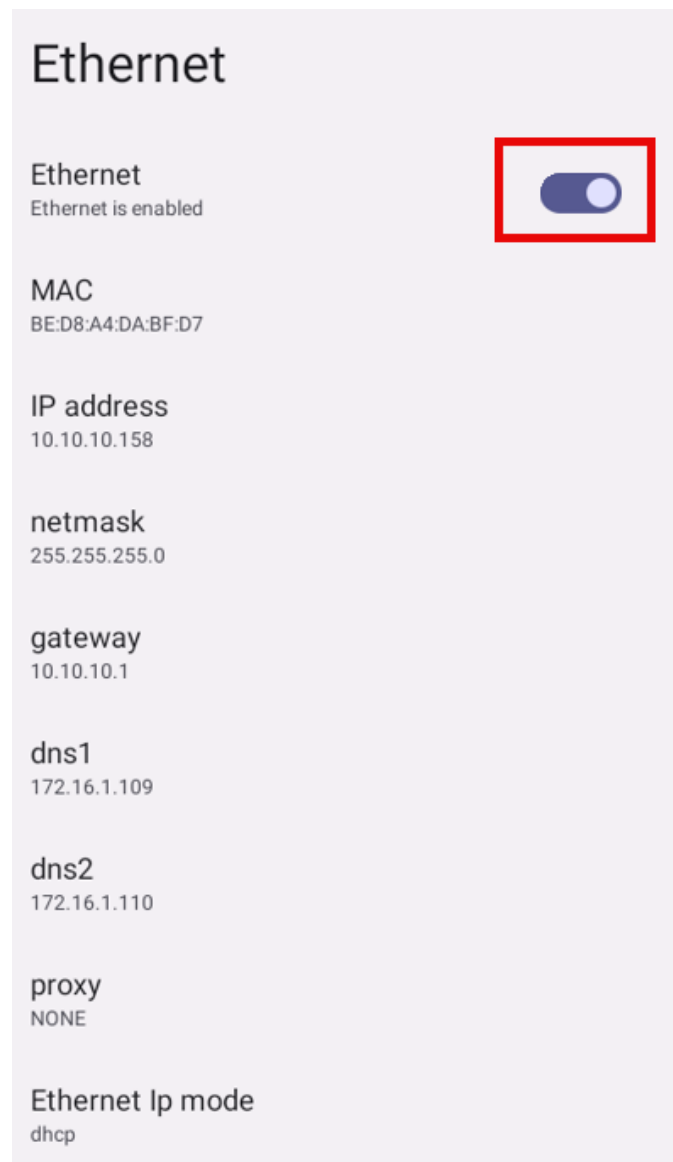 Ethernet
Ethernet
Ethernet is enabled
MAC
BE:D8:A4:DA:BF:D7
IP address
10.10.10.158
netmask
255.255.255.0
gateway
10.10.10.1
dns1
172.16.1.109
dns2
172.16.1.110
proxy
NONE
Ethernet Ip mode
dhcp